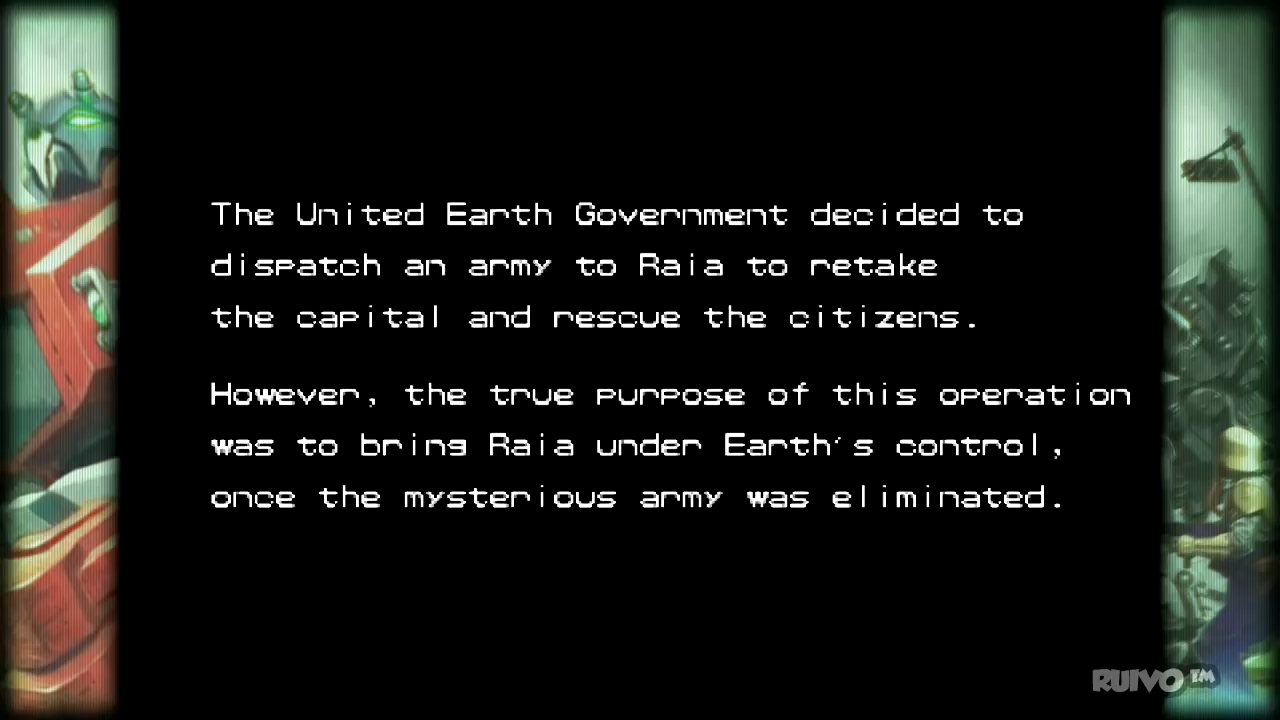 The United Earth Government decided to
dispatch an army to Raia to retake
the capital and rescue the citizens.
However, the true purpose of this operation
was to bring Raia under Earth's control,
once the mysterious army was eliminated.
RUIVO™